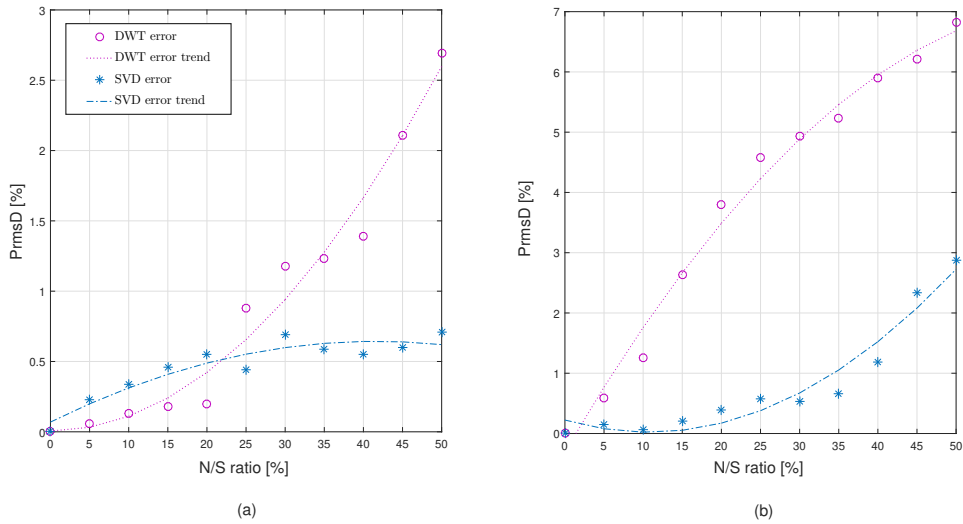 3
2.5
2
1.5
1
0.5
0
DWT error
DWT error trend
SVD error
SVD error trend
PrmsD [%]
0 5 10 15 20 25 30 35 40 45 50
N/S ratio [%]
(a)
7
6
5
4
3
2
1
0
PrmsD [%]
0 5 10 15 20 25 30 35 40 45 50
N/S ratio [%]
(b)